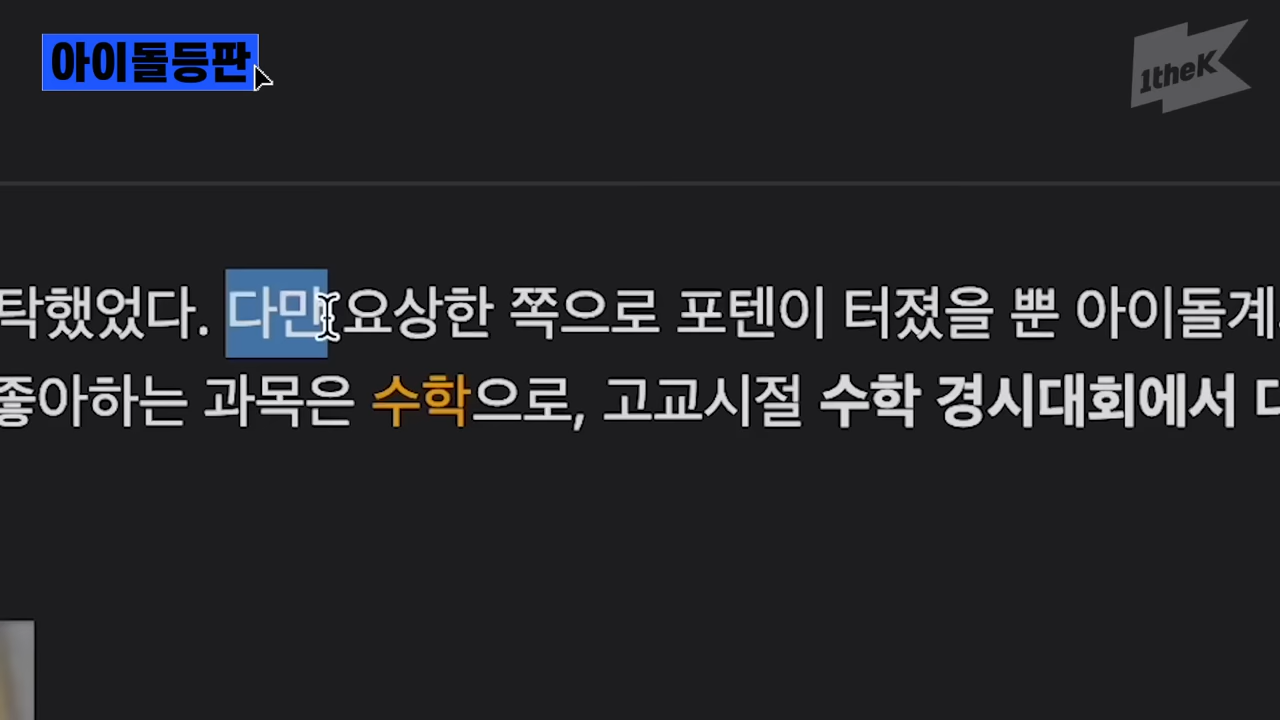 아이돌등판
1theK
탁했었다. 다만 요상한 쪽으로 포텐이 터졌을 뿐 아이돌계
좋아하는 과목은 수학으로, 고교시절 수학 경시대회에서